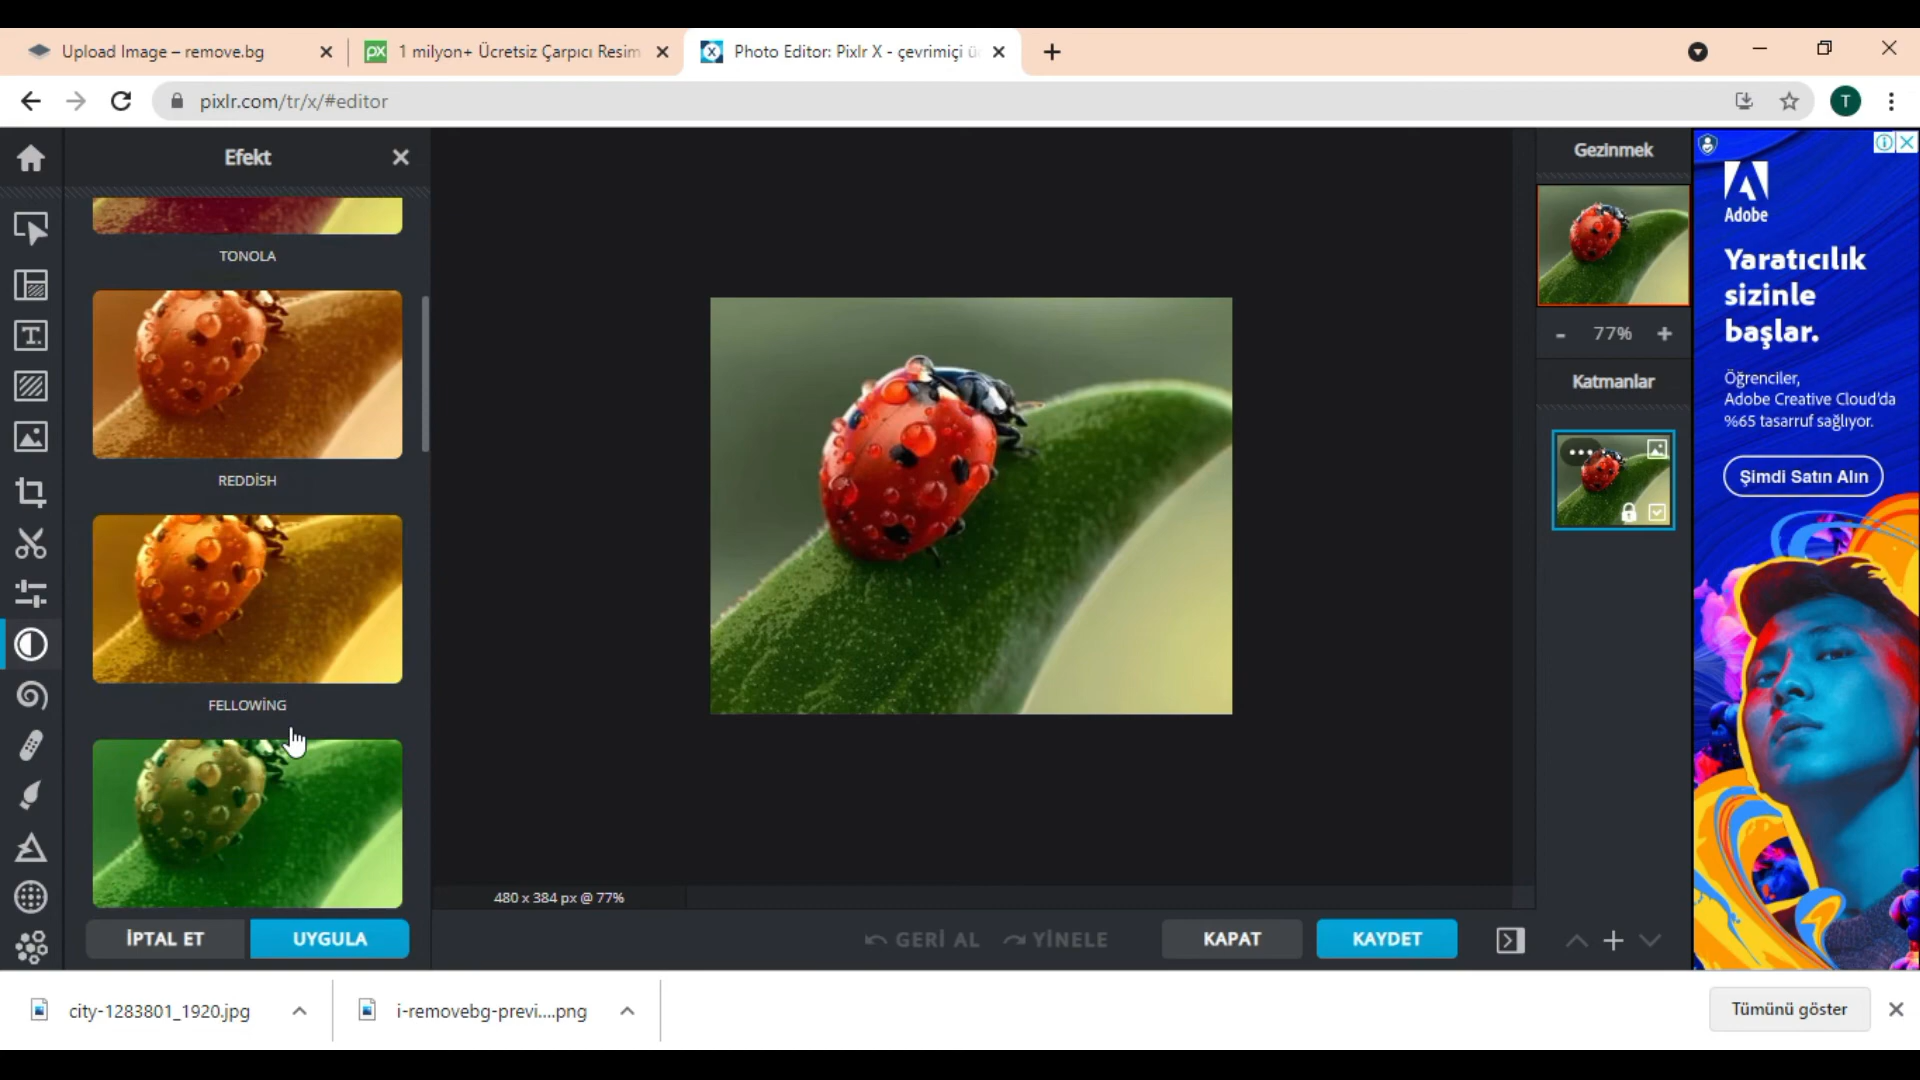 Upload Image – remove.bg
px
1 milyon+ Ücretsiz Çarpıcı Resim
Photo Editor: Pixlr X - çevrimiçi ü
pixlr.com/tr/x/#editor
T
Efekt
TONOLA
REDDİSH
FELLOWİNG
İPTAL ET
UYGULA
480 x 384 px @ 77%
GERİ AL
YİNELE
KAPAT
KAYDET
Gezinmek
- 77% +
Katmanlar
Adobe
Yaratıcılık
sizinle
başlar.
Öğrenciler,
Adobe Creative Cloud'da
%65 tasarruf sağlıyor.
Şimdi Satın Alın
city-1283801_1920.jpg
i-removebg-previ....png
Tümünü göster